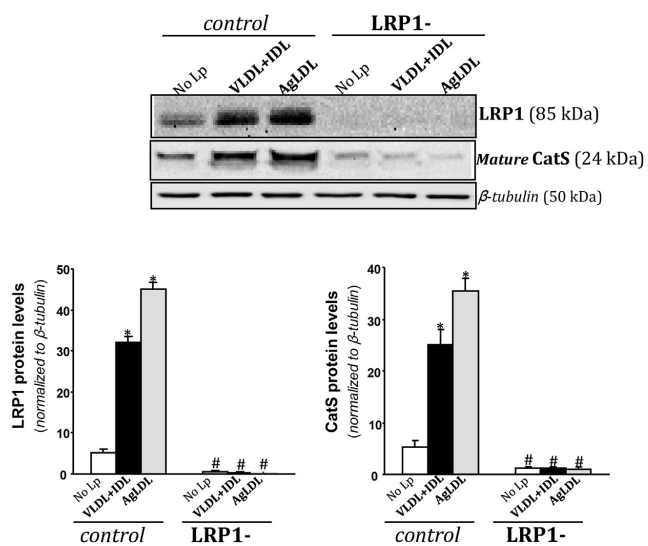 control LRP1-
No Lp VLDL+IDL AgLDL No Lp VLDL+IDL AgLDL
LRP1 (85 kDa)
Mature CatS (24 kDa)
β-tubulin (50 kDa)
LRP1 protein levels
(normalized to β-tubulin)
50
40
30
20
10
0
* *
# # #
No Lp VLDL+IDL AgLDL No Lp VLDL+IDL AgLDL
control LRP1-
CatS protein levels
(normalized to β-tubulin)
40
30
20
10
0
* *
# # #
No Lp VLDL+IDL AgLDL No Lp VLDL+IDL AgLDL
control LRP1-